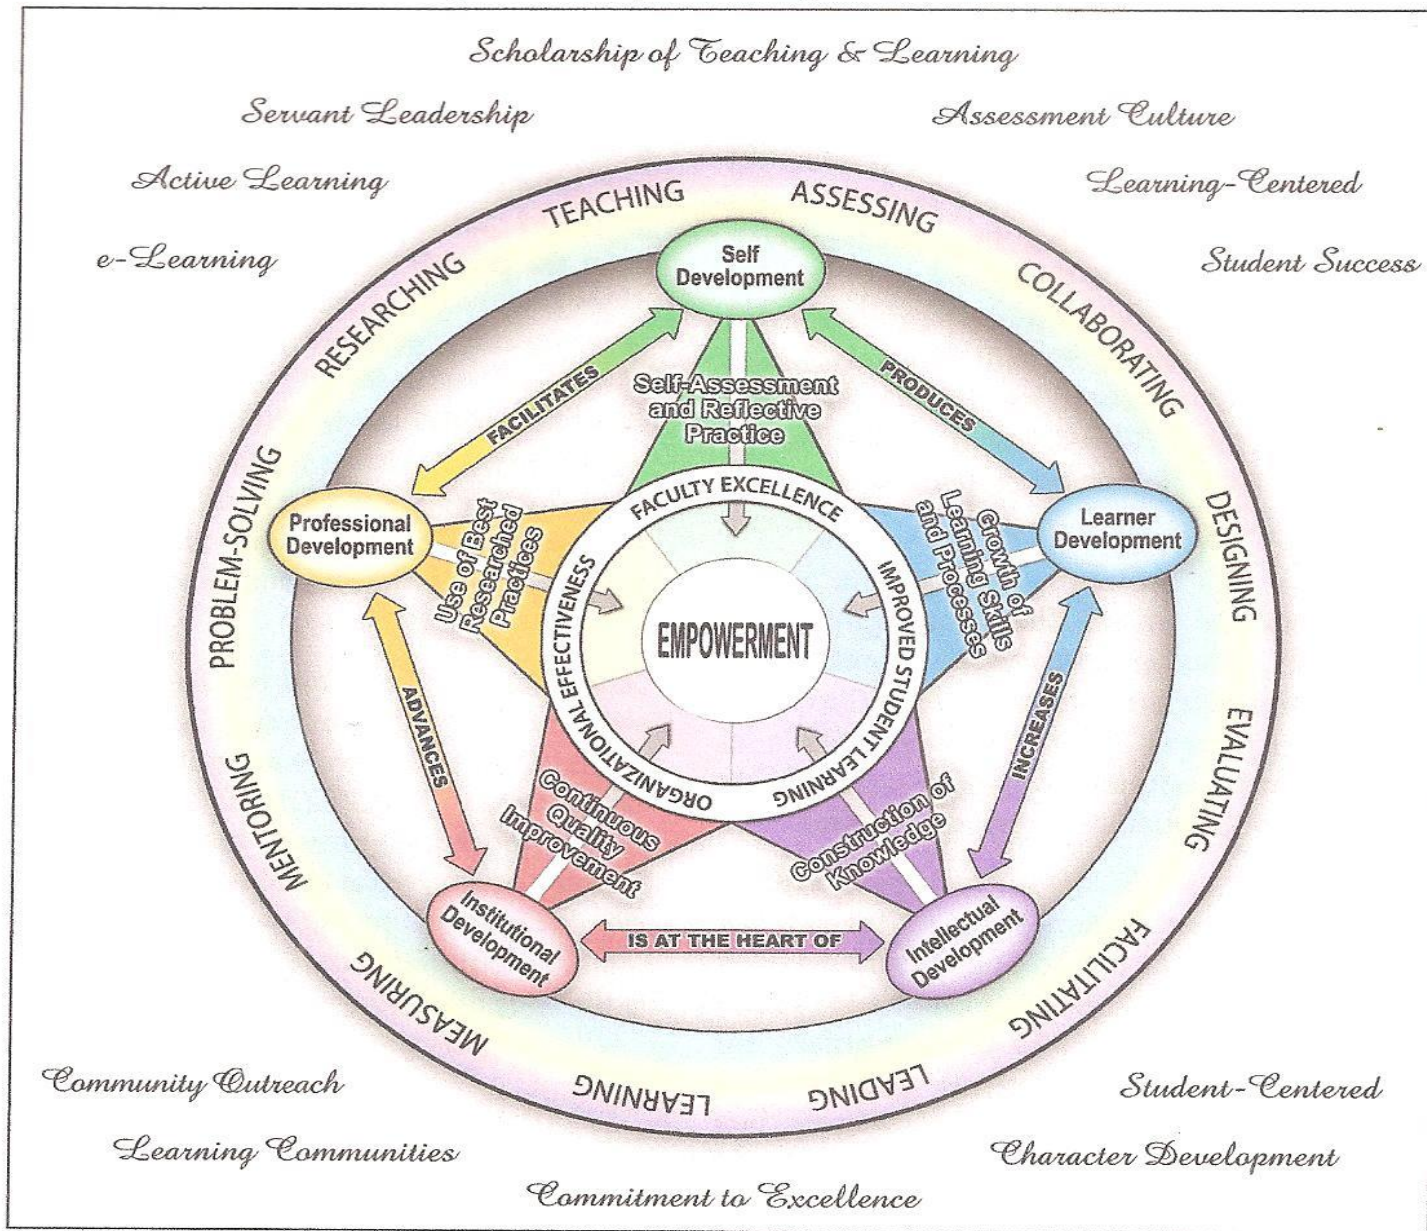 Scholarship of Teaching & Learning
Servant Leadership
Assessment Culture
Active Learning
Learning-Centered
e-Learning
Student Success
TEACHING
ASSESSING
COLLABORATING
DESIGNING
EVALUATING
FACILITATING
LEADING
LEARNING
MEASURING
MENTORING
PROBLEM-SOLVING
RESEARCHING
Self
Development
FACILITATES
PRODUCES
Self-Assessment
and Reflective
Practice
Professional
Development
Use of Best
Researched
Practices
Learner
Development
Growth of
Learning Skills
and Processes
FACULTY EXCELLENCE
IMPROVED STUDENT LEARNING
ORGANIZATIONAL EFFECTIVENESS
EMPOWERMENT
ADVANCES
INCREASES
Continuous
Quality
Improvement
Construction of
Knowledge
Institutional
Development
IS AT THE HEART OF
Intellectual
Development
Community Outreach
Student-Centered
Learning Communities
Character Development
Commitment to Excellence